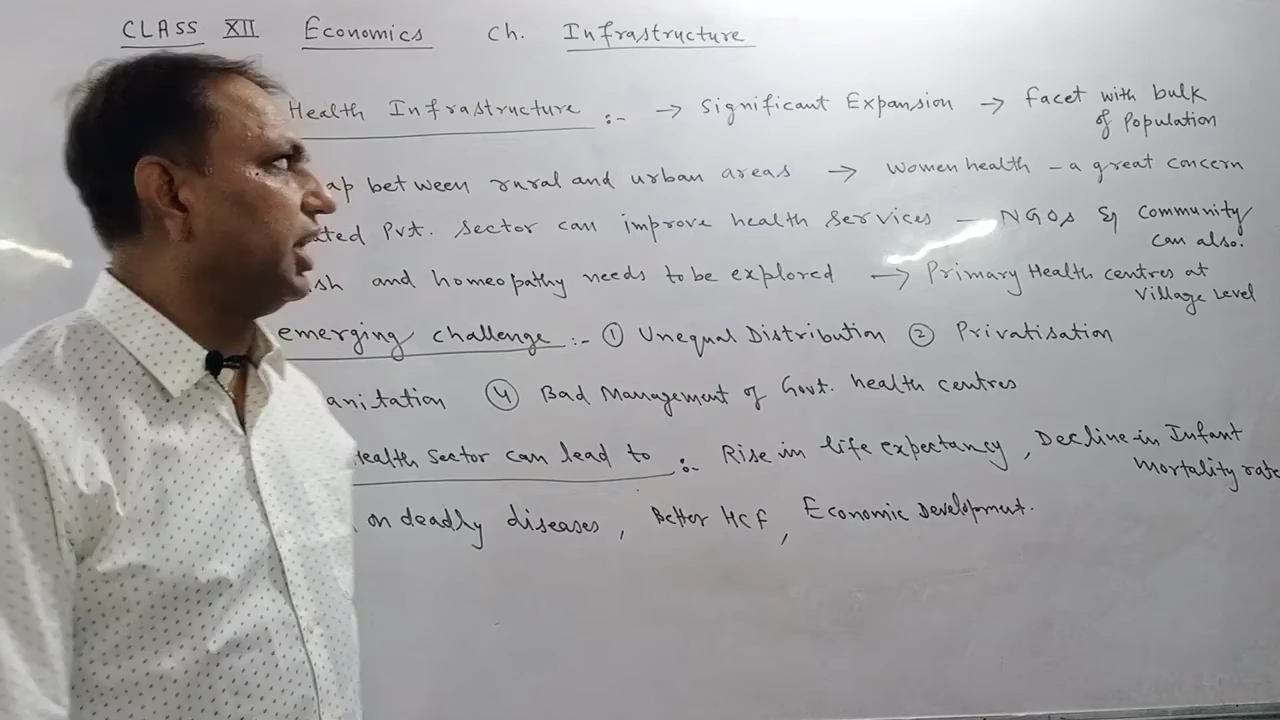 CLASS XII Economics Ch. Infrastructure
Health Infrastructure :- → Significant Expansion → facet with bulk
of Population
ap between rural and urban areas → Women health - a great concern
ated Pvt. Sector can improve health services - NGOs & Community
can also.
ish and homeopathy needs to be explored → Primary Health centres at
Village Level
emerging challenge :- ① Unequal Distribution ② Privatisation
anitation ④ Bad Management of Govt. health centres
Health Sector can lead to :- Rise in life expectancy, Decline in Infant
Mortality rate
on deadly diseases, Better HCF, Economic Development.